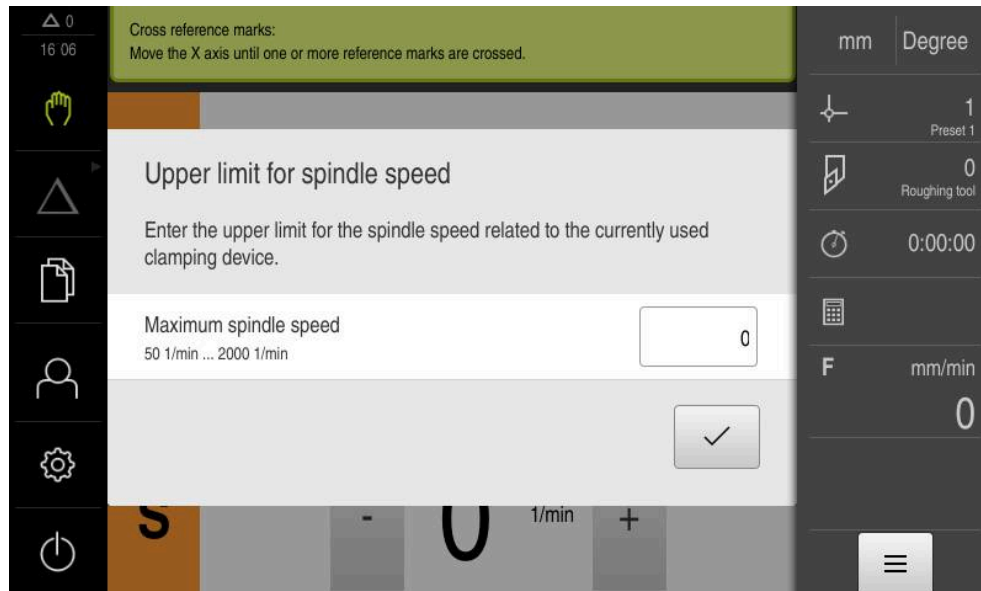 0
16 06
Cross reference marks:
Move the X axis until one or more reference marks are crossed.
Upper limit for spindle speed
Enter the upper limit for the spindle speed related to the currently used
clamping device.
Maximum spindle speed
50 1/min ... 2000 1/min
0
S
-
0
1/min
+
mm
Degree
1
Preset 1
0
Roughing tool
0:00:00
F
mm/min
0